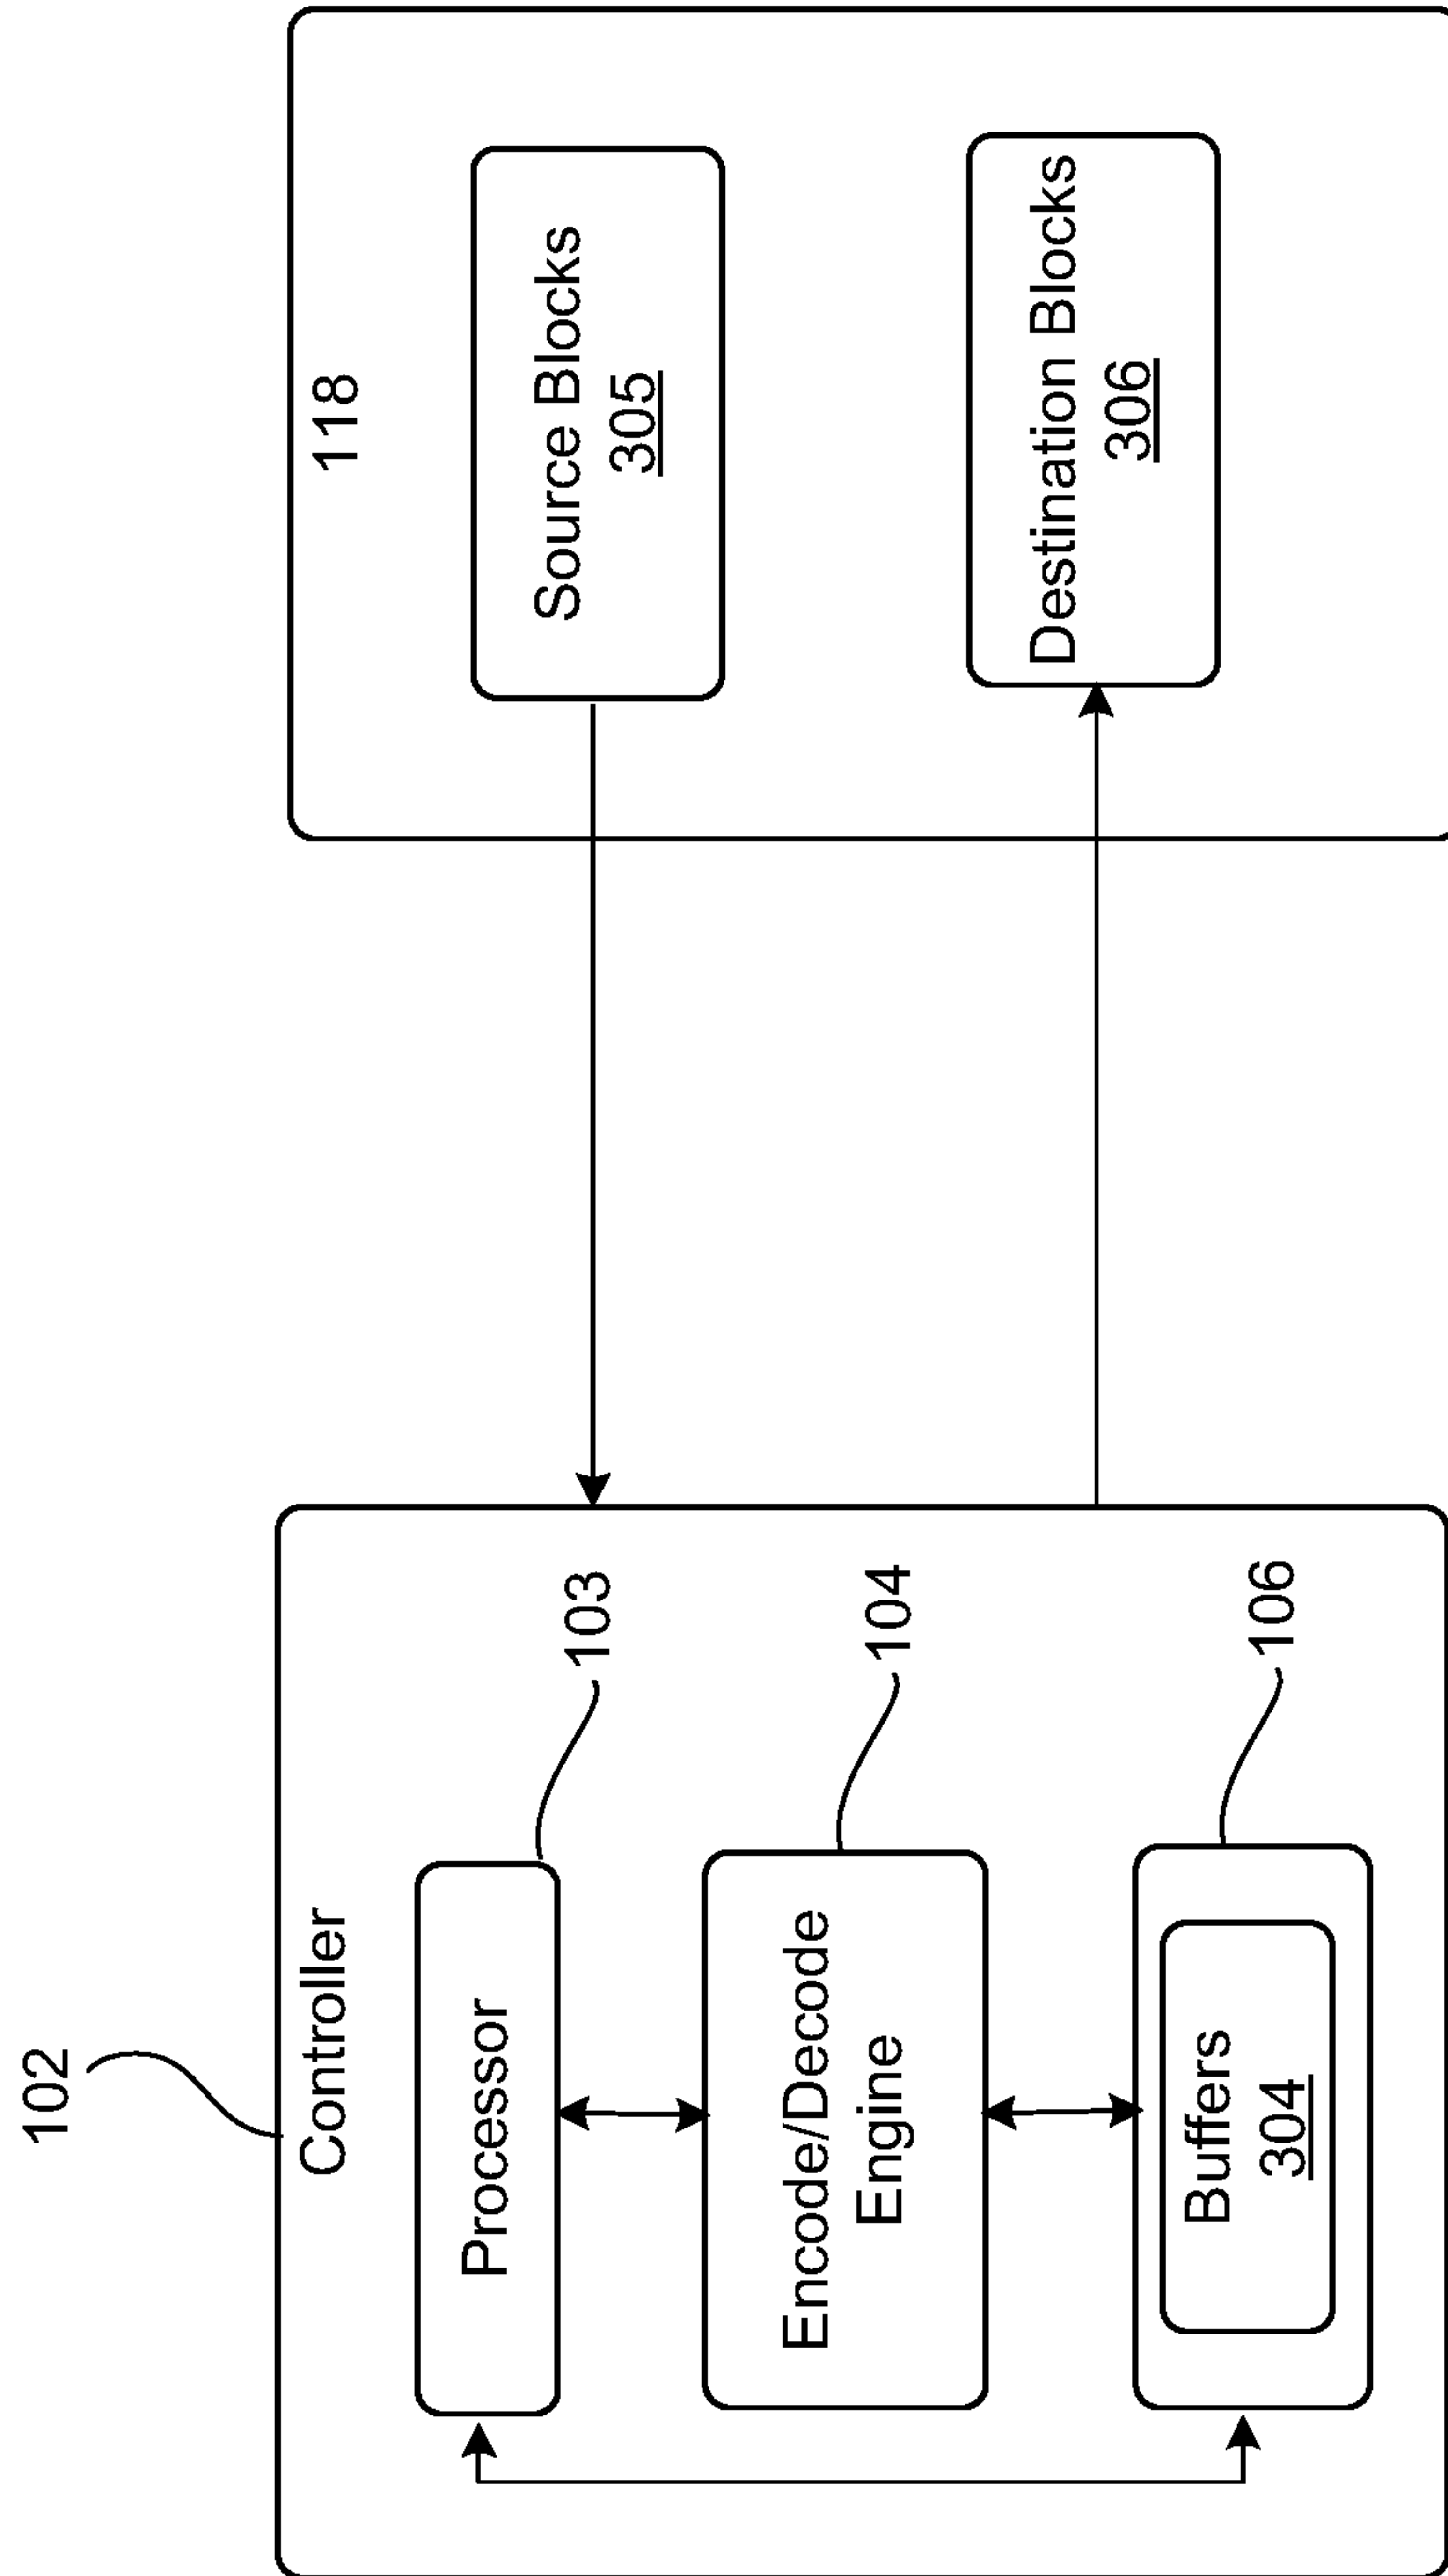 102
Controller
Processor
103
Encode/Decode
Engine
104
Buffers
304
106
118
Source Blocks
305
Destination Blocks
306